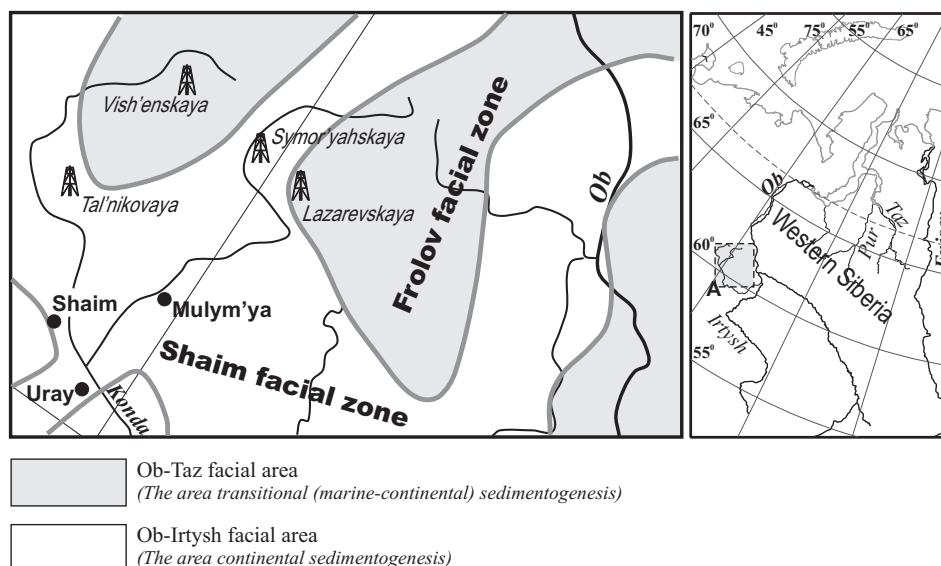 Vish'enskaya
Symor'yahskaya
Tal'nikovaya
Lazarevskaya
Frolov facial zone
Ob
Shaim
Mulym'ya
Shaim facial zone
Uray
Konda
70°
45°
75°
55°
65°
65°
60°
55°
Ob
Taz
Pur
Western Siberia
A
Irtysh
Ob-Taz facial area
(The area transitional (marine-continental) sedimentogenesis)
Ob-Irtysh facial area
(The area continental sedimentogenesis)